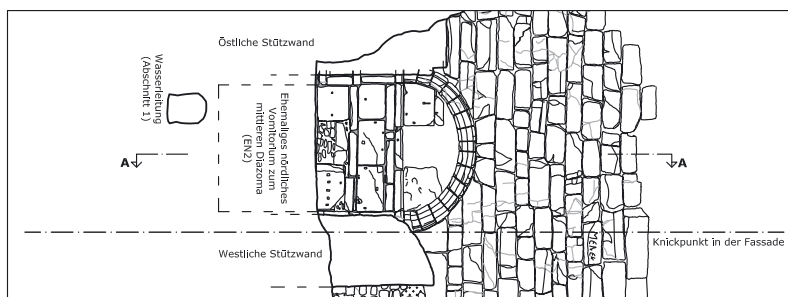 Östliche Stützwand
Wasserleitung
(Abschnitt 1)
Ehemaliges nördliches
Vomitorium zum
mittleren Diazoma
(EN2)
A
A
Knickpunkt in der Fassade
Westliche Stützwand